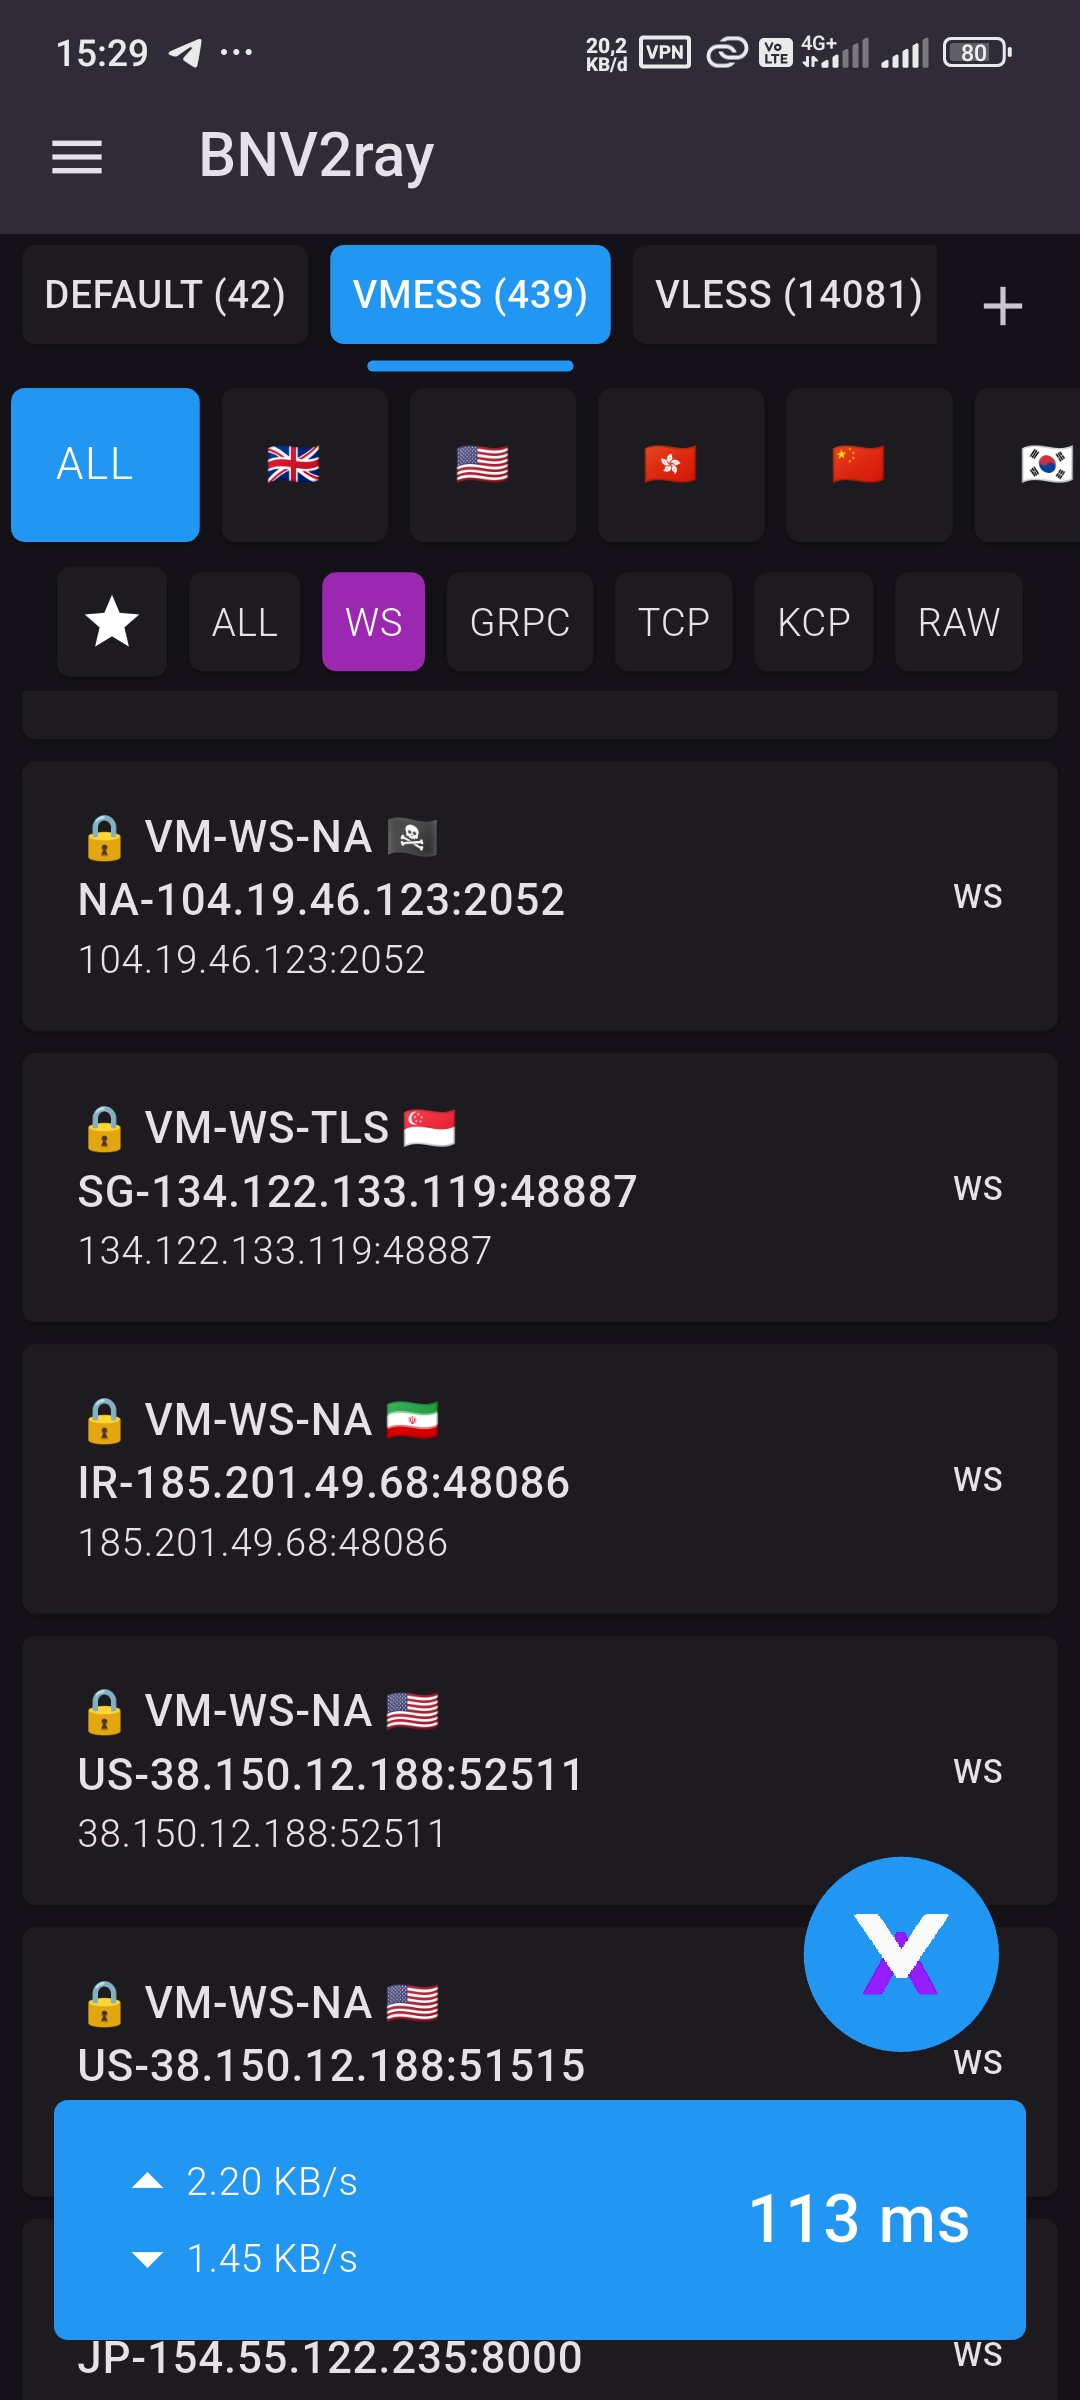 15:29
20,2
KB/d
VPN
Vo
LTE
4G+
80
BNV2ray
DEFAULT (42)
VMESS (439)
VLESS (14081)
ALL
ALL
WS
GRPC
TCP
KCP
RAW
VM-WS-NA
NA-104.19.46.123:2052
WS
104.19.46.123:2052
VM-WS-TLS
SG-134.122.133.119:48887
WS
134.122.133.119:48887
VM-WS-NA
IR-185.201.49.68:48086
WS
185.201.49.68:48086
VM-WS-NA
US-38.150.12.188:52511
WS
38.150.12.188:52511
VM-WS-NA
US-38.150.12.188:51515
WS
2.20 KB/s
1.45 KB/s
113 ms
JP-154.55.122.235:8000
WS